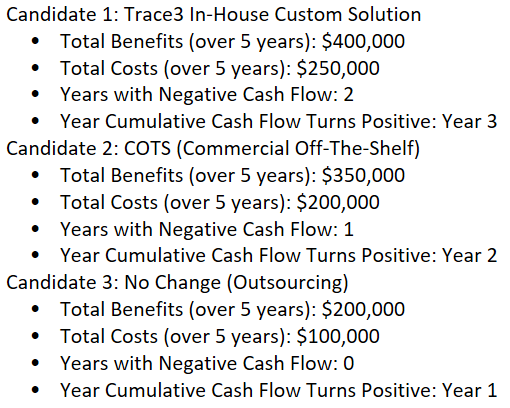 Candidate 1: Trace3 In-House Custom Solution
• Total Benefits (over 5 years): $400,000
• Total Costs (over 5 years): $250,000
• Years with Negative Cash Flow: 2
• Year Cumulative Cash Flow Turns Positive: Year 3
Candidate 2: COTS (Commercial Off-The-Shelf)
• Total Benefits (over 5 years): $350,000
• Total Costs (over 5 years): $200,000
• Years with Negative Cash Flow: 1
• Year Cumulative Cash Flow Turns Positive: Year 2
Candidate 3: No Change (Outsourcing)
• Total Benefits (over 5 years): $200,000
• Total Costs (over 5 years): $100,000
• Years with Negative Cash Flow: 0
• Year Cumulative Cash Flow Turns Positive: Year 1